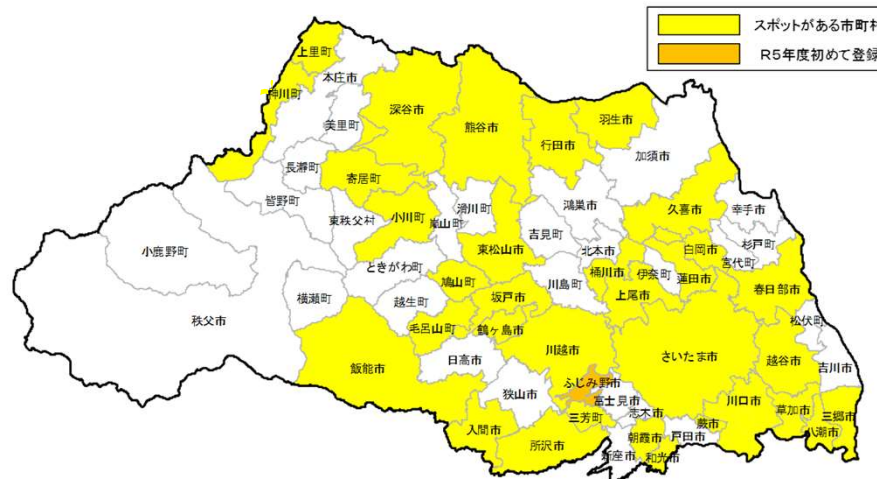 スポットがある市町村
R5年度初めて登録
上里町
本庄市
神川町
美里町
深谷市
熊谷市
行田市
羽生市
加須市
長瀞町
寄居町
皆野町
小鹿野町
東秩父村
小川町
嵐山町
滑川町
吉見町
鴻巣市
久喜市
幸手市
東松山市
北本市
白岡市
杉戸町
宮代町
ときがわ町
鳩山町
川島町
桶川市
伊奈町
蓮田市
春日部市
横瀬町
越生町
坂戸市
上尾市
松伏町
秩父市
毛呂山町
鶴ヶ島市
飯能市
日高市
川越市
さいたま市
越谷市
吉川市
狭山市
ふじみ野市
富士見市
志木市
川口市
草加市
三郷市
入間市
三芳町
所沢市
朝霞市
蕨市
戸田市
八潮市
新座市
和光市